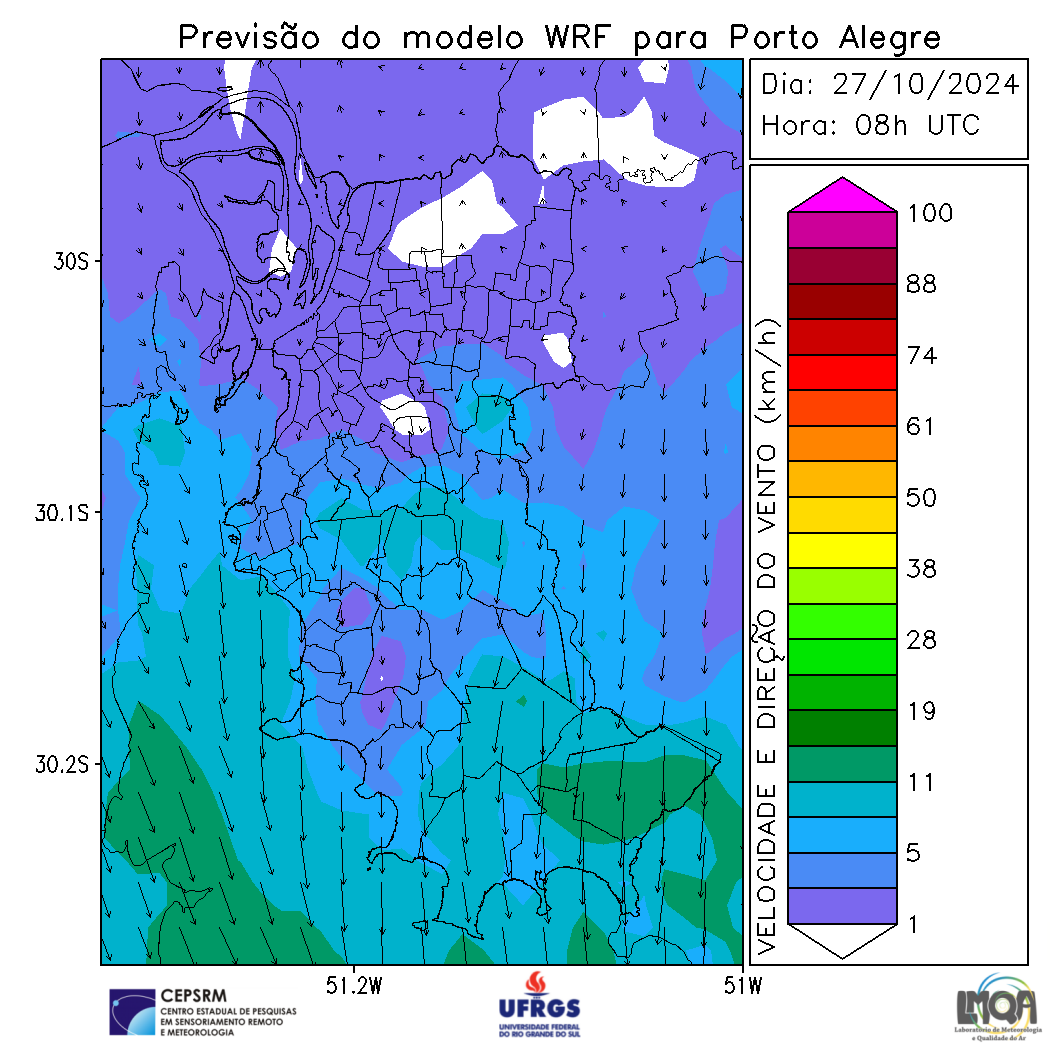 Previsão do modelo WRF para Porto Alegre
Dia: 27/10/2024
Hora: 08h UTC
30S
30.1S
30.2S
51.2W
51W
VELOCIDADE E DIREÇÃO DO VENTO (km/h)
100
88
74
61
50
38
28
19
11
5
1
CEPSRM
CENTRO ESTADUAL DE PESQUISAS
EM SENSORIAMENTO REMOTO
E METEOROLOGIA
UFRGS
UNIVERSIDADE FEDERAL
DO RIO GRANDE DO SUL
LMQA
Laboratório de Meteorologia
e Qualidade do Ar